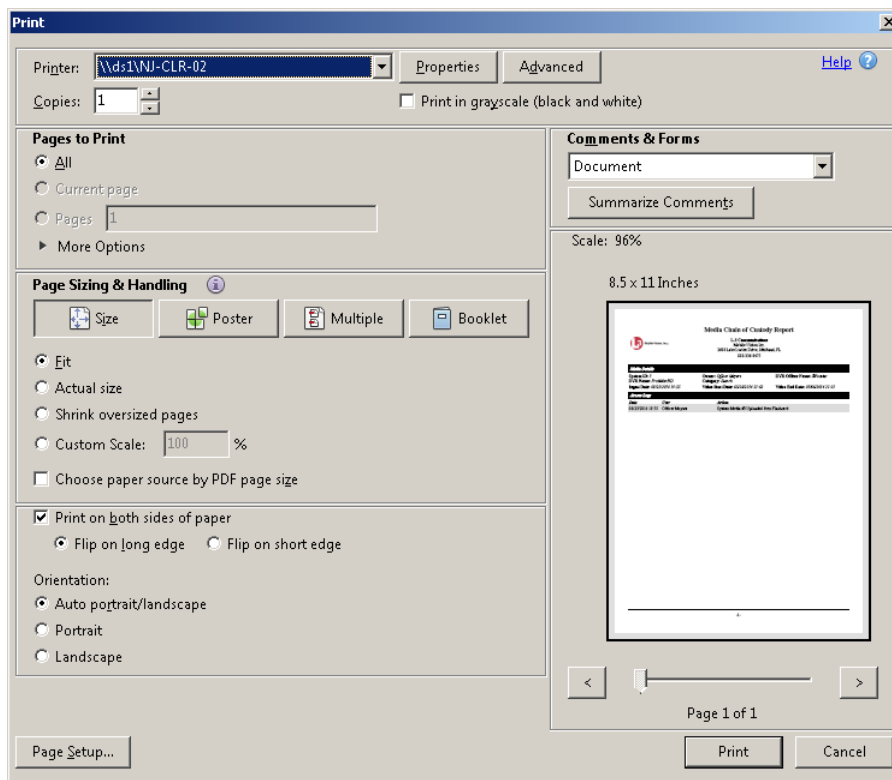 Print
Printer: \\ds1\NJ-CLR-02 Properties Advanced Help ?
Copies: 1 Print in grayscale (black and white)
Pages to Print
All
Current page
Pages 1
More Options
Comments & Forms
Document
Summarize Comments
Page Sizing & Handling i
Size Poster Multiple Booklet
Fit
Actual size
Shrink oversized pages
Custom Scale: 100 %
Choose paper source by PDF page size
Print on both sides of paper
Flip on long edge Flip on short edge
Orientation:
Auto portrait/landscape
Portrait
Landscape
Scale: 96%
8.5 x 11 Inches
Media Chain of Custody Report
Media Details
Access Logs
< >
Page 1 of 1
Page Setup... Print Cancel